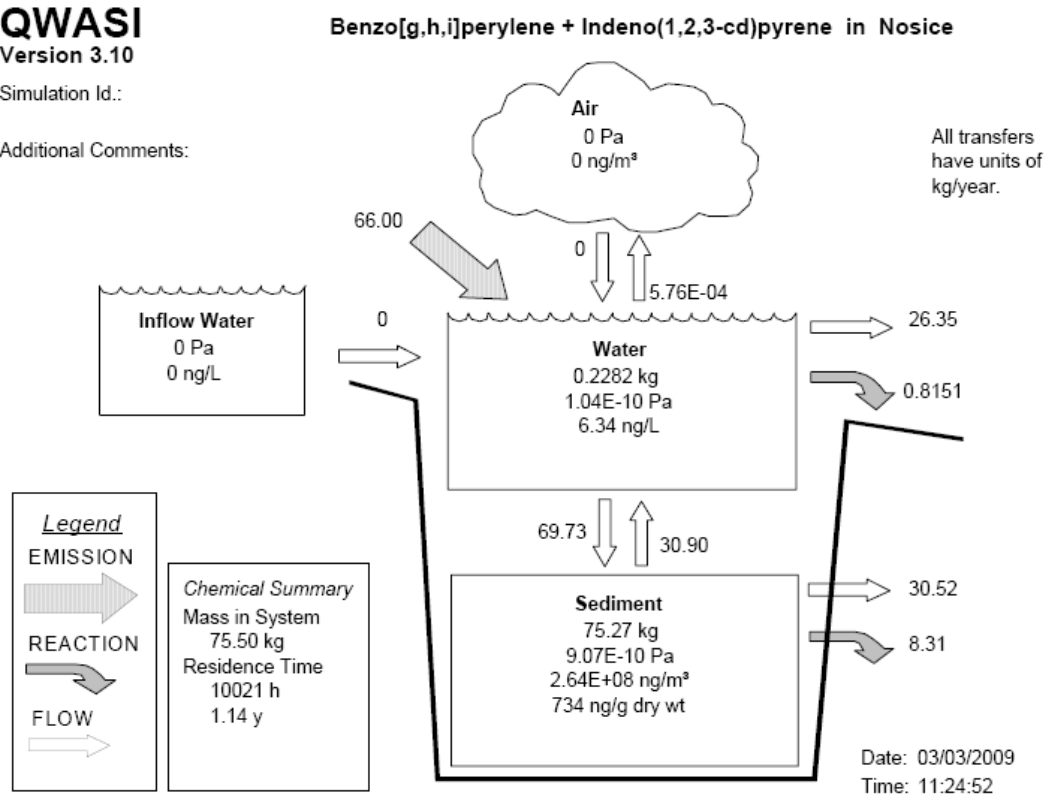 QWASI
Version 3.10
Benzo[g,h,i]perylene + Indeno(1,2,3-cd)pyrene in Nosice
Simulation Id.:
Additional Comments:
All transfers
have units of
kg/year.
Air
0 Pa
0 ng/m³
66.00
0
5.76E-04
Inflow Water
0 Pa
0 ng/L
0
Water
0.2282 kg
1.04E-10 Pa
6.34 ng/L
26.35
0.8151
69.73
30.90
Sediment
75.27 kg
9.07E-10 Pa
2.64E+08 ng/m³
734 ng/g dry wt
30.52
8.31
Legend
EMISSION
REACTION
FLOW
Chemical Summary
Mass in System
75.50 kg
Residence Time
10021 h
1.14 y
Date: 03/03/2009
Time: 11:24:52